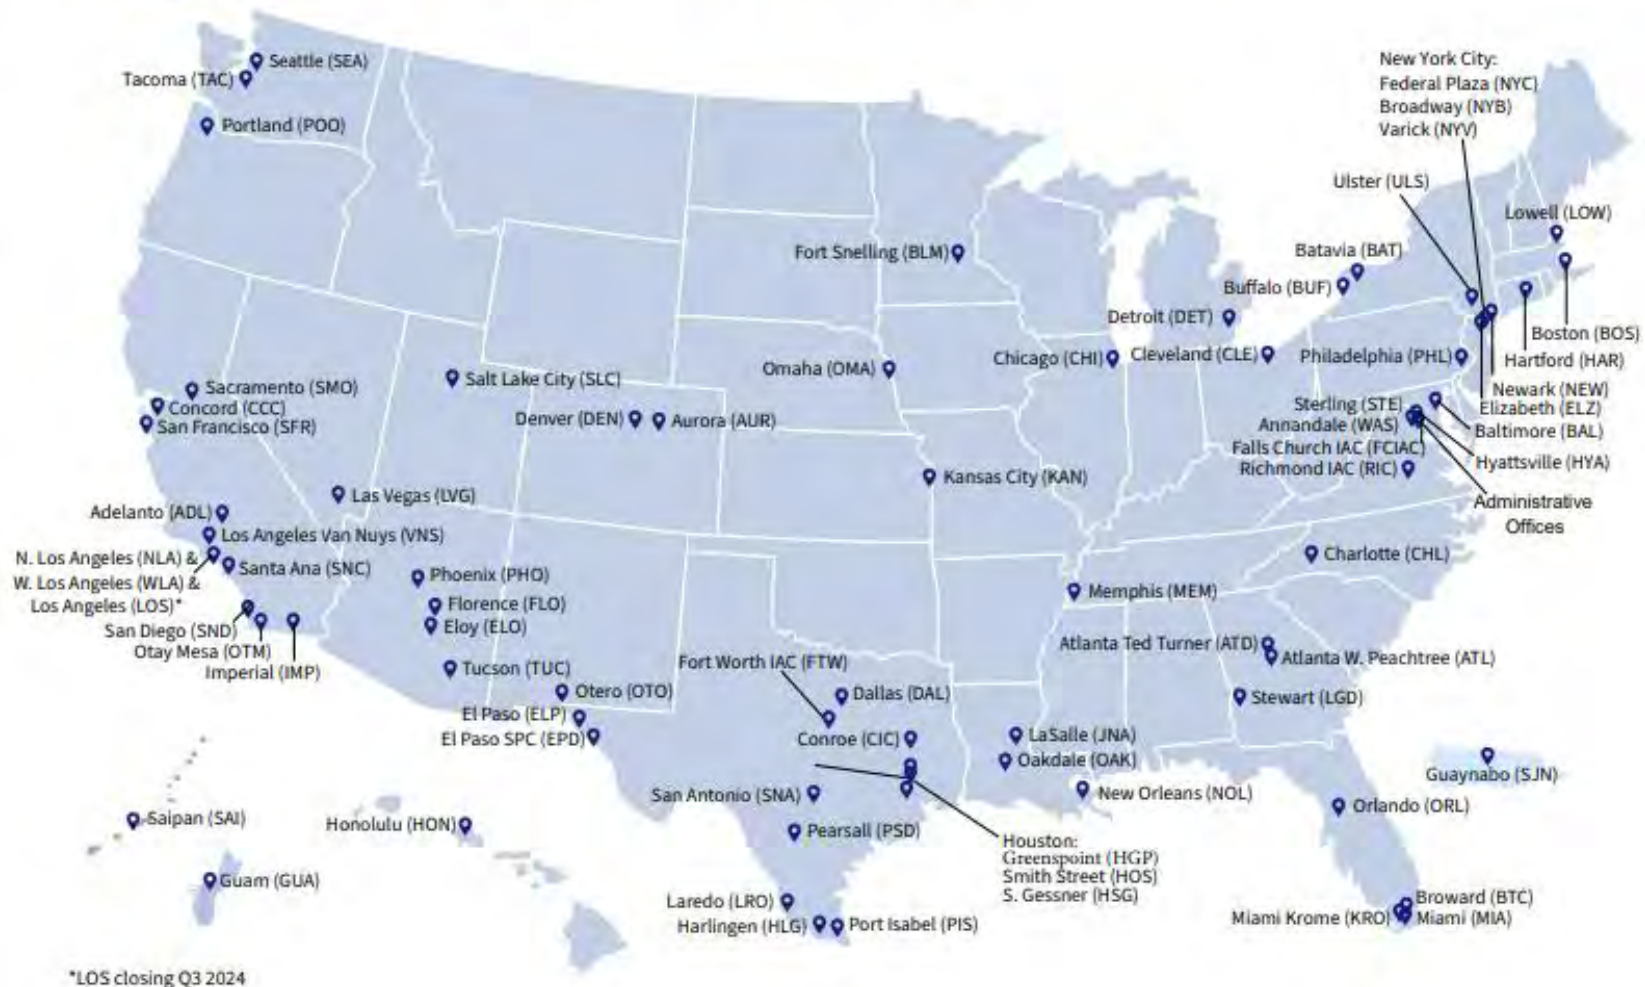 Seattle (SEA)
Tacoma (TAC)
Portland (POO)
New York City:
Federal Plaza (NYC)
Broadway (NYB)
Varick (NYV)
Ulster (ULS)
Lowell (LOW)
Batavia (BAT)
Buffalo (BUF)
Fort Snelling (BLM)
Detroit (DET)
Boston (BOS)
Chicago (CHI)
Cleveland (CLE)
Philadelphia (PHL)
Hartford (HAR)
Omaha (OMA)
Salt Lake City (SLC)
Sacramento (SMO)
Concord (CCC)
San Francisco (SFR)
Newark (NEW)
Elizabeth (ELZ)
Sterling (STE)
Annandale (WAS)
Baltimore (BAL)
Denver (DEN)
Aurora (AUR)
Falls Church IAC (FCIAC)
Hyattsville (HYA)
Richmond IAC (RIC)
Kansas City (KAN)
Administrative
Offices
Las Vegas (LVG)
Adelanto (ADL)
Los Angeles Van Nuys (VNS)
N. Los Angeles (NLA) &
W. Los Angeles (WLA) &
Los Angeles (LOS)*
Santa Ana (SNC)
Charlotte (CHL)
Phoenix (PHO)
Memphis (MEM)
Florence (FLO)
Eloy (ELO)
San Diego (SND)
Otay Mesa (OTM)
Imperial (IMP)
Atlanta Ted Turner (ATD)
Atlanta W. Peachtree (ATL)
Tucson (TUC)
Fort Worth IAC (FTW)
Otero (OTO)
Dallas (DAL)
Stewart (LGD)
El Paso (ELP)
El Paso SPC (EPD)
Conroe (CIC)
LaSalle (JNA)
Oakdale (OAK)
Guaynabo (SJN)
San Antonio (SNA)
New Orleans (NOL)
Orlando (ORL)
Saipan (SAI)
Honolulu (HON)
Pearsall (PSD)
Houston:
Greenspoint (HGP)
Smith Street (HOS)
S. Gessner (HSG)
Guam (GUA)
Laredo (LRO)
Harlingen (HLG)
Port Isabel (PIS)
Broward (BTC)
Miami Krome (KRO)
Miami (MIA)
*LOS closing Q3 2024